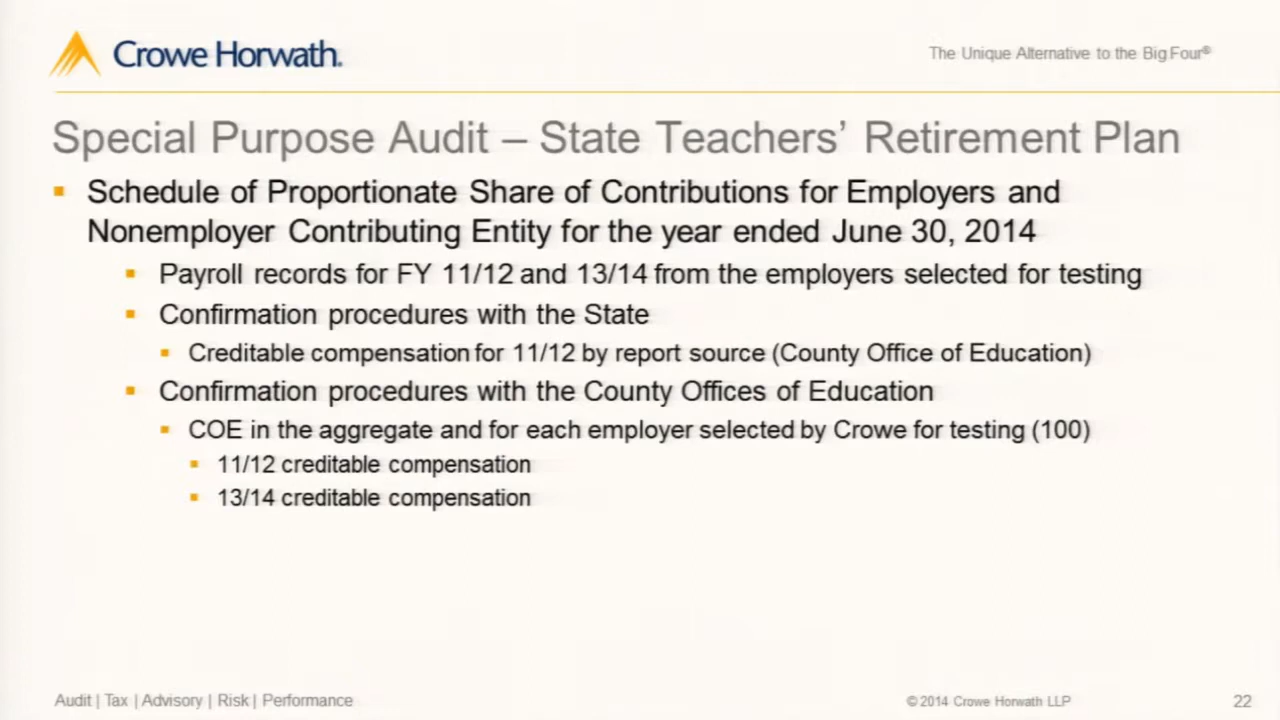 Crowe Horwath.
The Unique Alternative to the Big Four®
Special Purpose Audit – State Teachers’ Retirement Plan
Schedule of Proportionate Share of Contributions for Employers and
Nonemployer Contributing Entity for the year ended June 30, 2014
Payroll records for FY 11/12 and 13/14 from the employers selected for testing
Confirmation procedures with the State
Creditable compensation for 11/12 by report source (County Office of Education)
Confirmation procedures with the County Offices of Education
COE in the aggregate and for each employer selected by Crowe for testing (100)
11/12 creditable compensation
13/14 creditable compensation
Audit | Tax | Advisory | Risk | Performance
© 2014 Crowe Horwath LLP
22